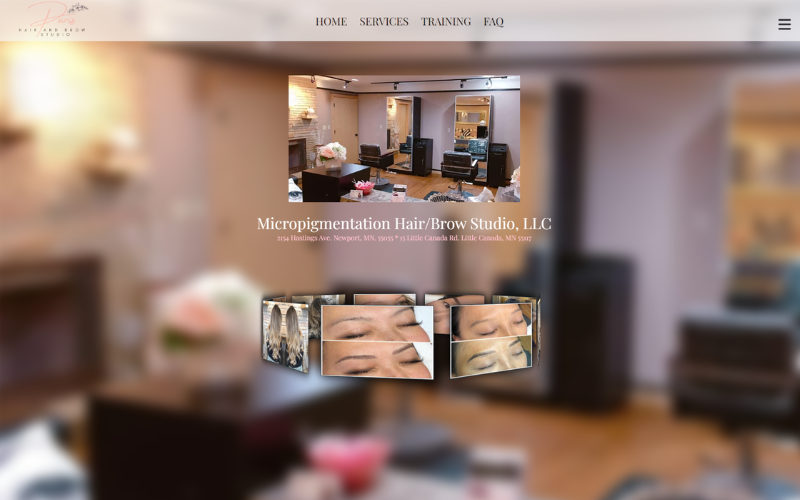 Paris
HAIR AND BROW
STUDIO
HOME SERVICES TRAINING FAQ
Micropigmentation Hair/Brow Studio, LLC
2154 Hastings Ave. Newport, MN. 55055 * 15 Little Canada Rd. Little Canada, MN 55117